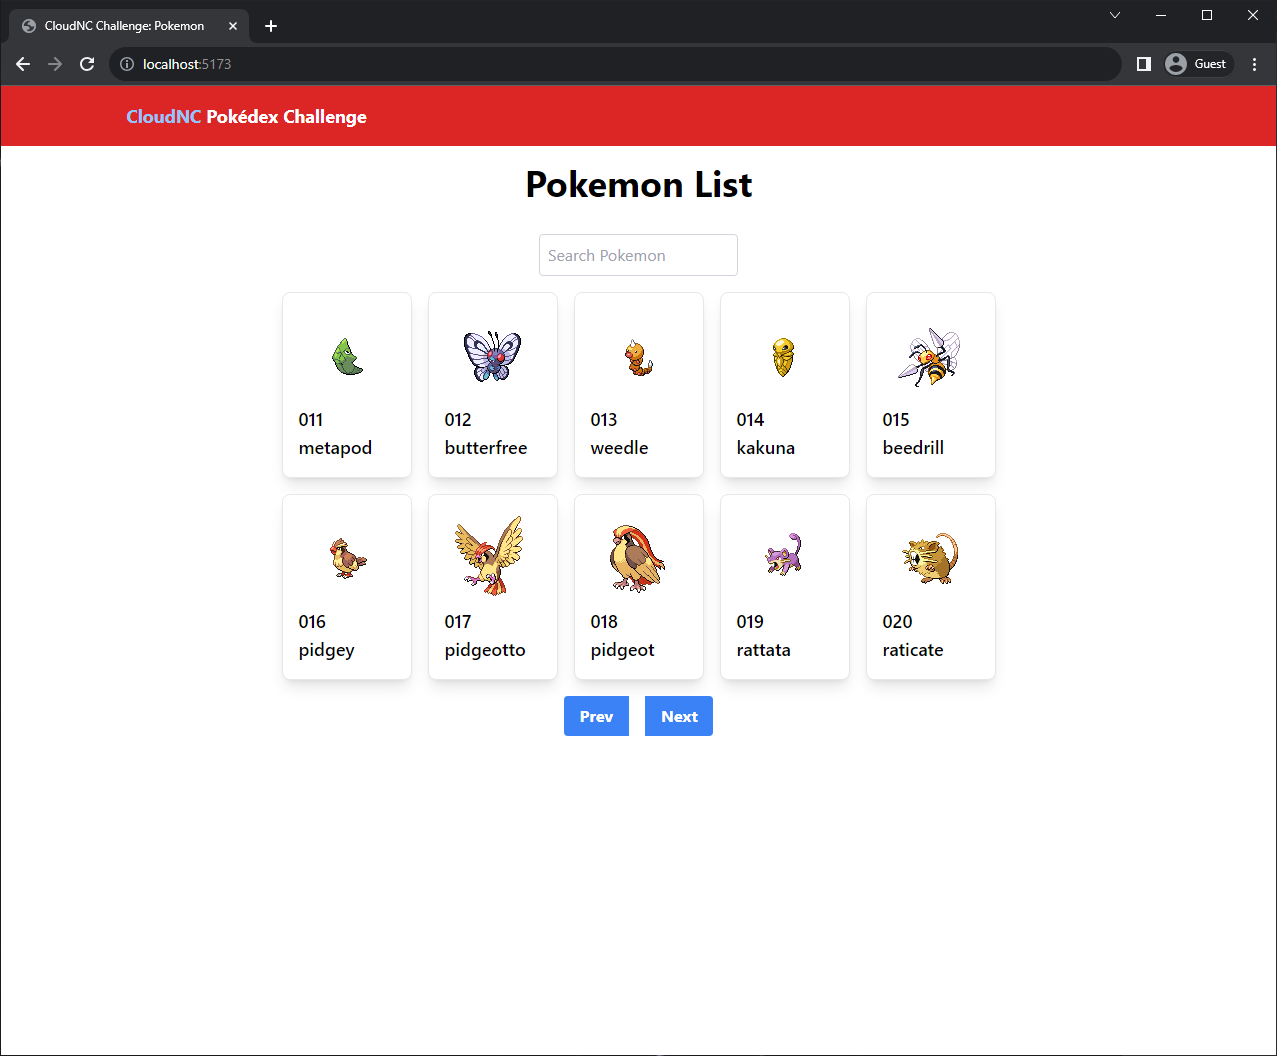 CloudNC Challenge: Pokemon
localhost:5173
Guest
CloudNC Pokédex Challenge
Pokemon List
Search Pokemon
011
metapod
012
butterfree
013
weedle
014
kakuna
015
beedrill
016
pidgey
017
pidgeotto
018
pidgeot
019
rattata
020
raticate
Prev
Next